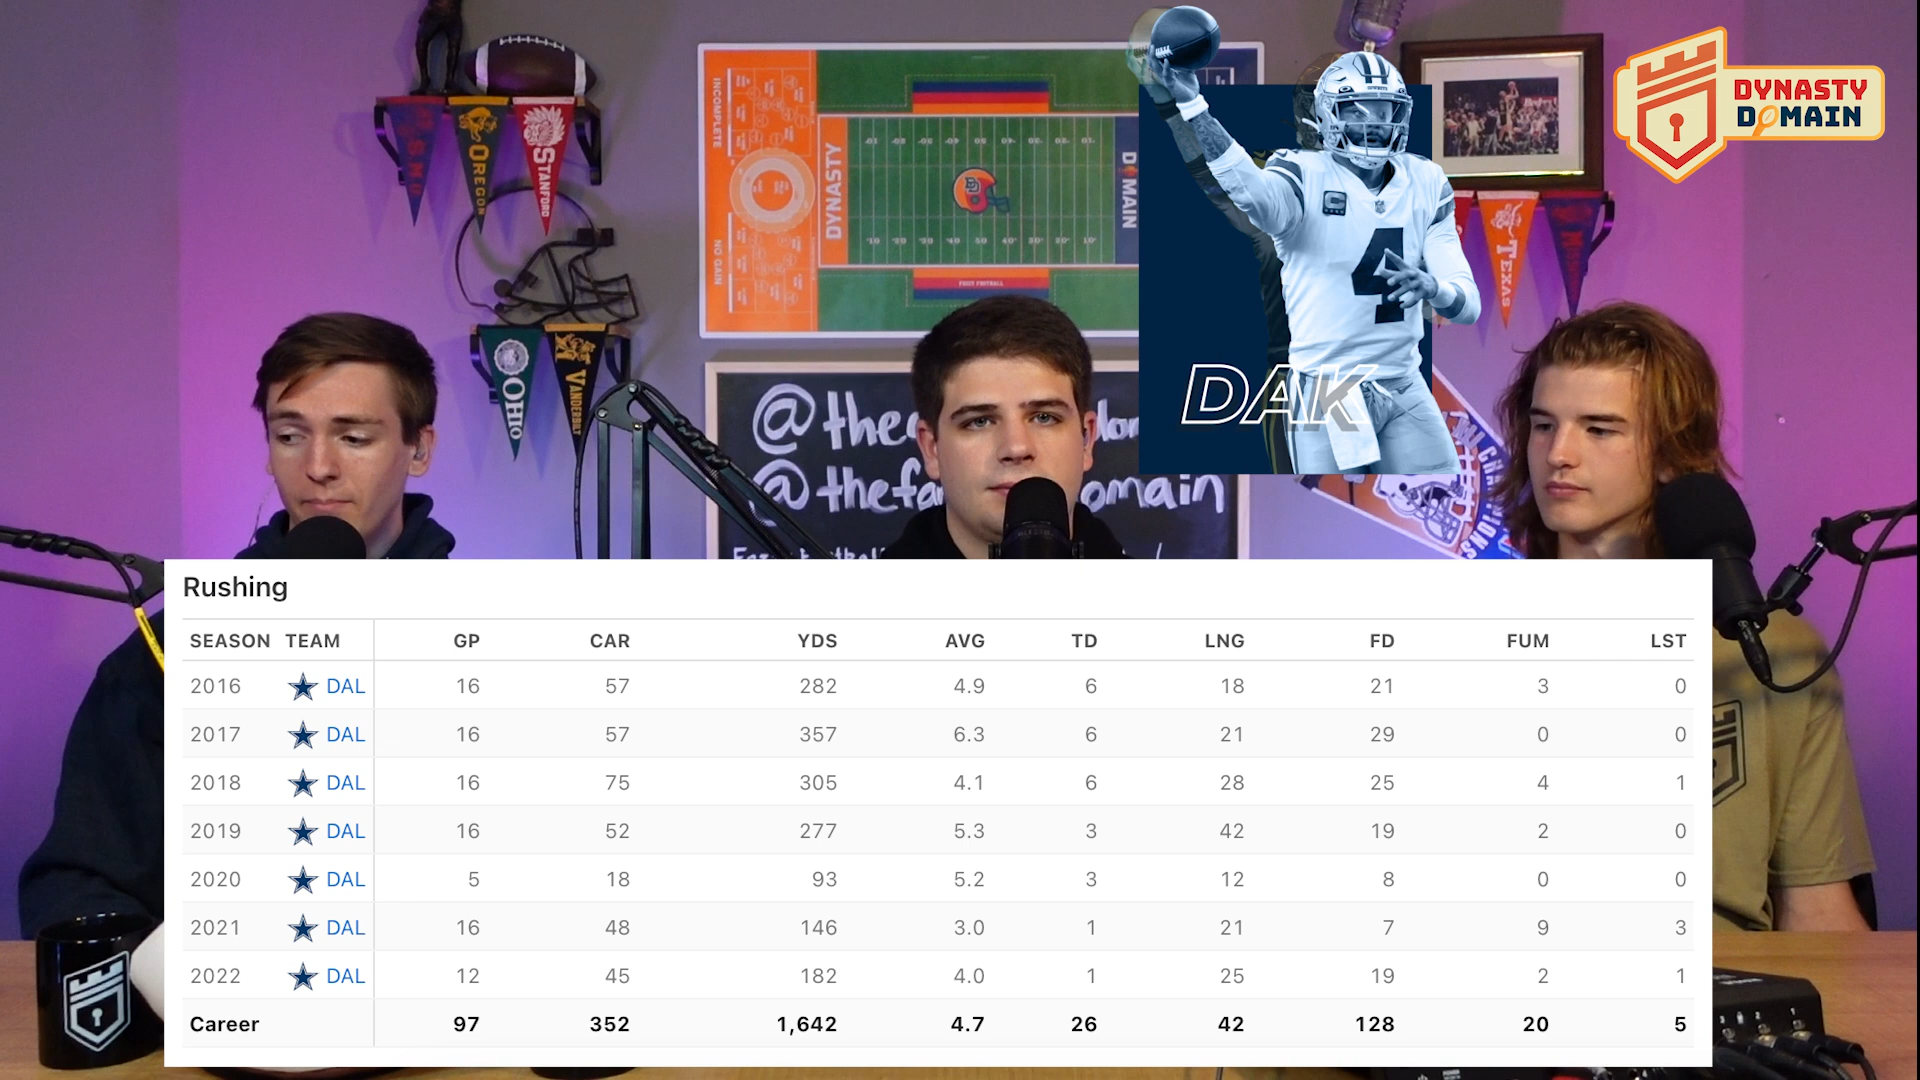 DYNASTY
DOMAIN
INCOMPLETE
NO GAIN
DYNASTY
DOMAIN
SMU
OREGON
STANFORD
OHIO
VANDERBILT
TEXAS
4
DAK
@the
@thefa
omain
Rushing
SEASON TEAM GP CAR YDS AVG TD LNG FD FUM LST
2016 DAL 16 57 282 4.9 6 18 21 3 0
2017 DAL 16 57 357 6.3 6 21 29 0 0
2018 DAL 16 75 305 4.1 6 28 25 4 1
2019 DAL 16 52 277 5.3 3 42 19 2 0
2020 DAL 5 18 93 5.2 3 12 8 0 0
2021 DAL 16 48 146 3.0 1 21 7 9 3
2022 DAL 12 45 182 4.0 1 25 19 2 1
Career 97 352 1,642 4.7 26 42 128 20 5